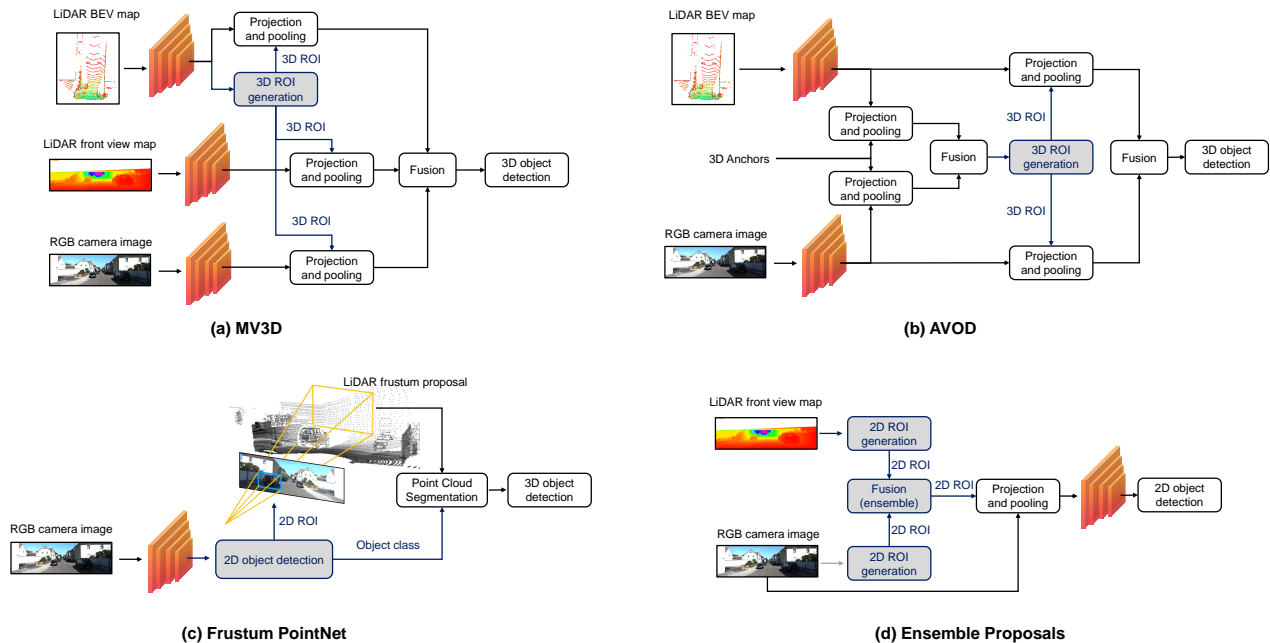 LiDAR BEV map
Projection
and pooling
3D ROI
3D ROI
generation
3D ROI
LiDAR front view map
Projection
and pooling
Fusion
3D object
detection
3D ROI
RGB camera image
Projection
and pooling
(a) MV3D
LiDAR BEV map
Projection
and pooling
Projection
and pooling
3D ROI
3D Anchors
Fusion
3D ROI
generation
Fusion
3D object
detection
Projection
and pooling
3D ROI
RGB camera image
Projection
and pooling
(b) AVOD
LiDAR frustum proposal
Point Cloud
Segmentation
3D object
detection
2D ROI
RGB camera image
2D object detection
Object class
(c) Frustum PointNet
LiDAR front view map
2D ROI
generation
2D ROI
Fusion
(ensemble)
2D ROI
Projection
and pooling
2D object
detection
2D ROI
RGB camera image
2D ROI
generation
(d) Ensemble Proposals